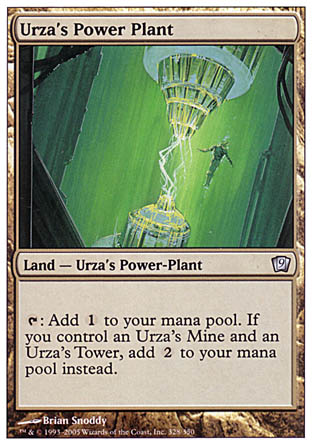 Urza's Power Plant
Land — Urza's Power-Plant
9
: Add 1 to your mana pool. If
you control an Urza's Mine and an
Urza's Tower, add 2 to your mana
pool instead.
Brian Snoddy
™ & © 1993–2005 Wizards of the Coast, Inc. 328/350